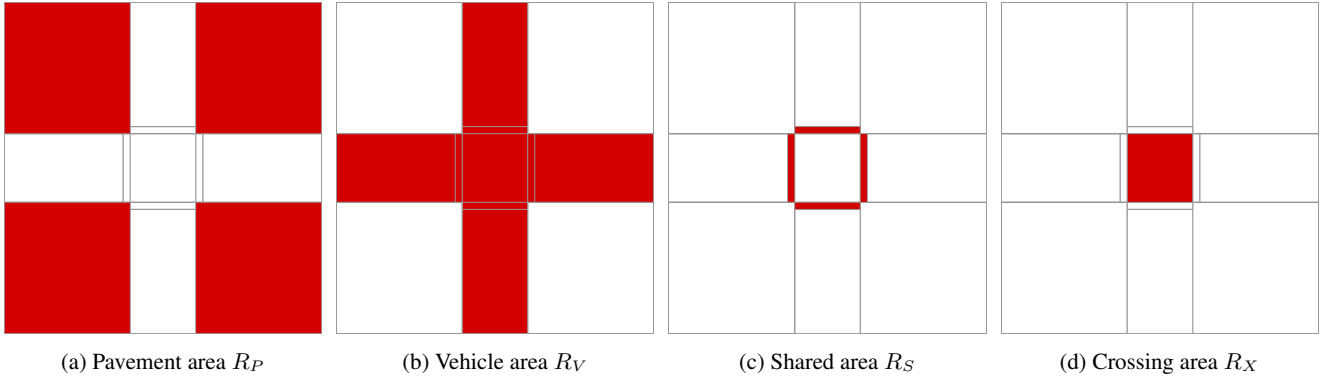 (a) Pavement area R_P
(b) Vehicle area R_V
(c) Shared area R_S
(d) Crossing area R_X